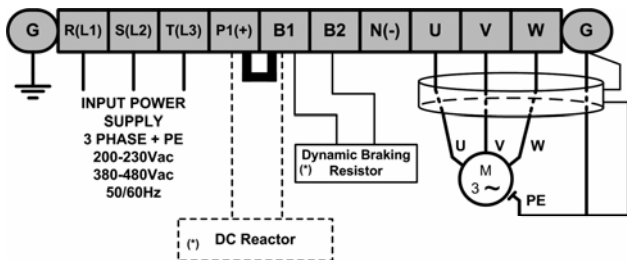 G R(L1) S(L2) T(L3) P1(+) B1 B2 N(-) U V W G
INPUT POWER
SUPPLY
3 PHASE + PE
200-230Vac
380-480Vac
50/60Hz
Dynamic Braking
(*) Resistor
U V W
M
3 ~
PE
(*) DC Reactor